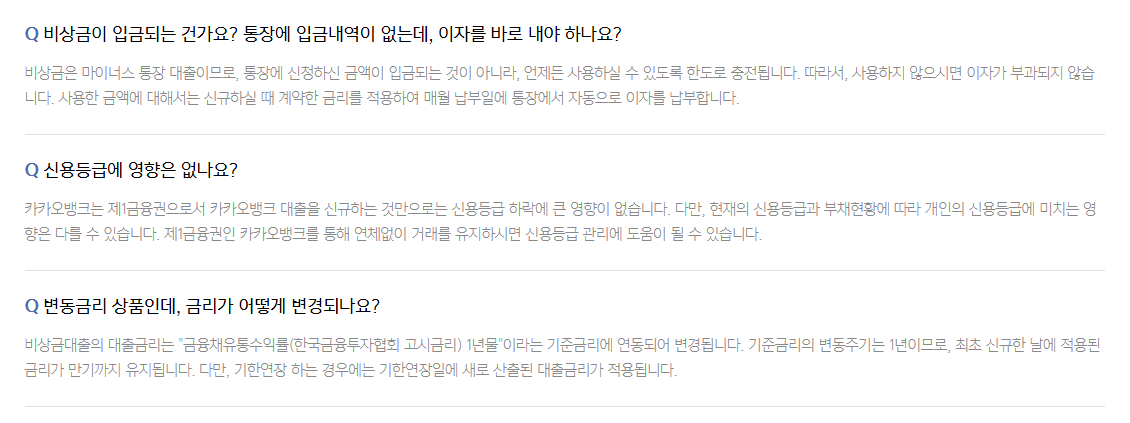 Q 비상금이 입금되는 건가요? 통장에 입금내역이 없는데, 이자를 바로 내야 하나요?
비상금은 마이너스 통장 대출이므로, 통장에 신청하신 금액이 입금되는 것이 아니라, 언제든 사용하실 수 있도록 한도로 충전됩니다. 따라서, 사용하지 않으시면 이자가 부과되지 않습
니다. 사용한 금액에 대해서는 신규하실 때 계약한 금리를 적용하여 매월 납부일에 통장에서 자동으로 이자를 납부합니다.
Q 신용등급에 영향은 없나요?
카카오뱅크는 제1금융권으로서 카카오뱅크 대출을 신규하는 것만으로는 신용등급 하락에 큰 영향이 없습니다. 다만, 현재의 신용등급과 부채현황에 따라 개인의 신용등급에 미치는 영
향은 다를 수 있습니다. 제1금융권인 카카오뱅크를 통해 연체없이 거래를 유지하시면 신용등급 관리에 도움이 될 수 있습니다.
Q 변동금리 상품인데, 금리가 어떻게 변경되나요?
비상금대출의 대출금리는 "금융채유통수익률(한국금융투자협회 고시금리) 1년물"이라는 기준금리에 연동되어 변경됩니다. 기준금리의 변동주기는 1년이므로, 최초 신규한 날에 적용된
금리가 만기까지 유지됩니다. 다만, 기한연장 하는 경우에는 기한연장일에 새로 산출된 대출금리가 적용됩니다.